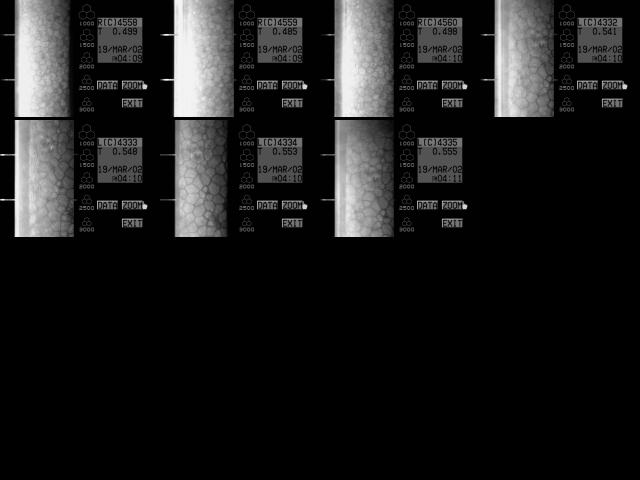 R(C)4558
T 0.499
19/MAR/02
PM04:09
1000
1500
2000
2500
3000
DATA ZOOM
EXIT
R(C)4559
T 0.485
19/MAR/02
PM04:09
1000
1500
2000
2500
3000
DATA ZOOM
EXIT
R(C)4560
T 0.498
19/MAR/02
PM04:10
1000
1500
2000
2500
3000
DATA ZOOM
EXIT
L(C)4332
T 0.541
19/MAR/02
PM04:10
1000
1500
2000
2500
3000
DATA ZOOM
EXIT
L(C)4333
T 0.548
19/MAR/02
PM04:10
1000
1500
2000
2500
3000
DATA ZOOM
EXIT
L(C)4334
T 0.553
19/MAR/02
PM04:10
1000
1500
2000
2500
3000
DATA ZOOM
EXIT
L(C)4335
T 0.555
19/MAR/02
PM04:11
1000
1500
2000
2500
3000
DATA ZOOM
EXIT